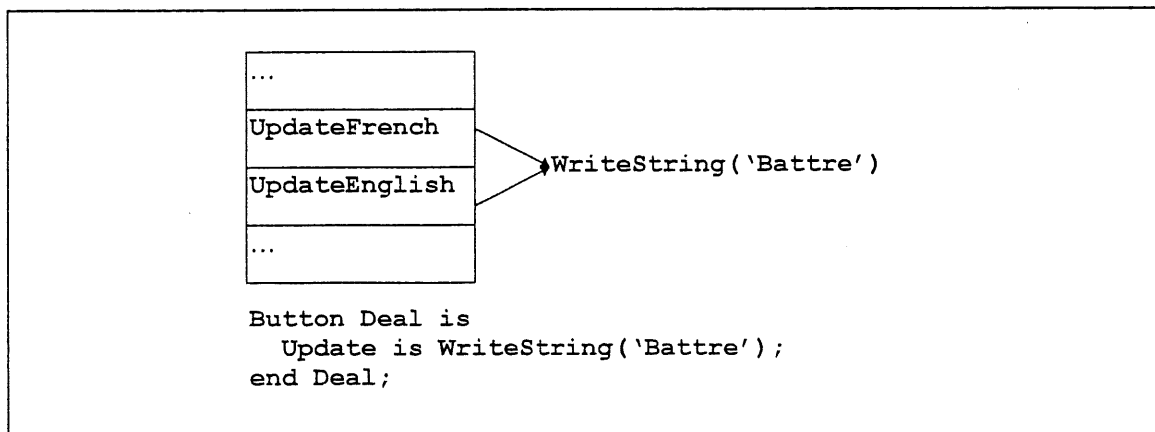 ...
UpdateFrench
WriteString(‘Battre’)
UpdateEnglish
...
Button Deal is
Update is WriteString(‘Battre’);
end Deal;